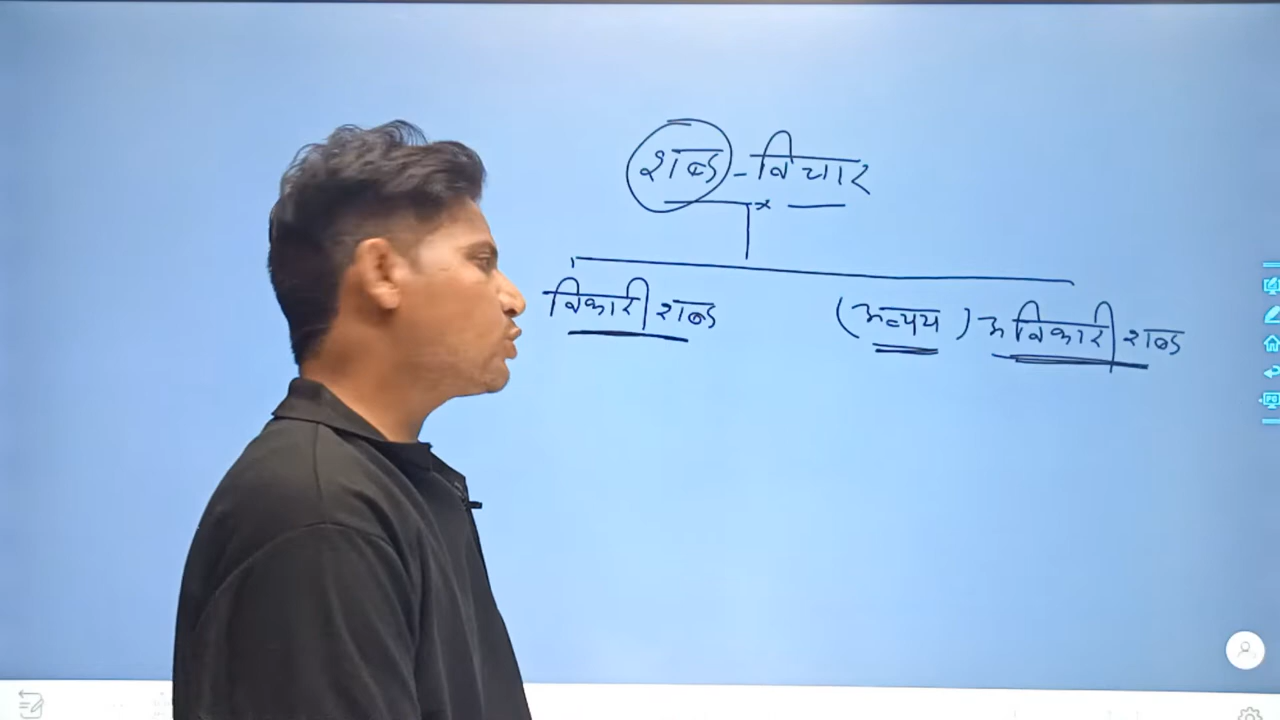 शब्द - विचार
विकारी शब्द (अव्यय) अविकारी शब्द